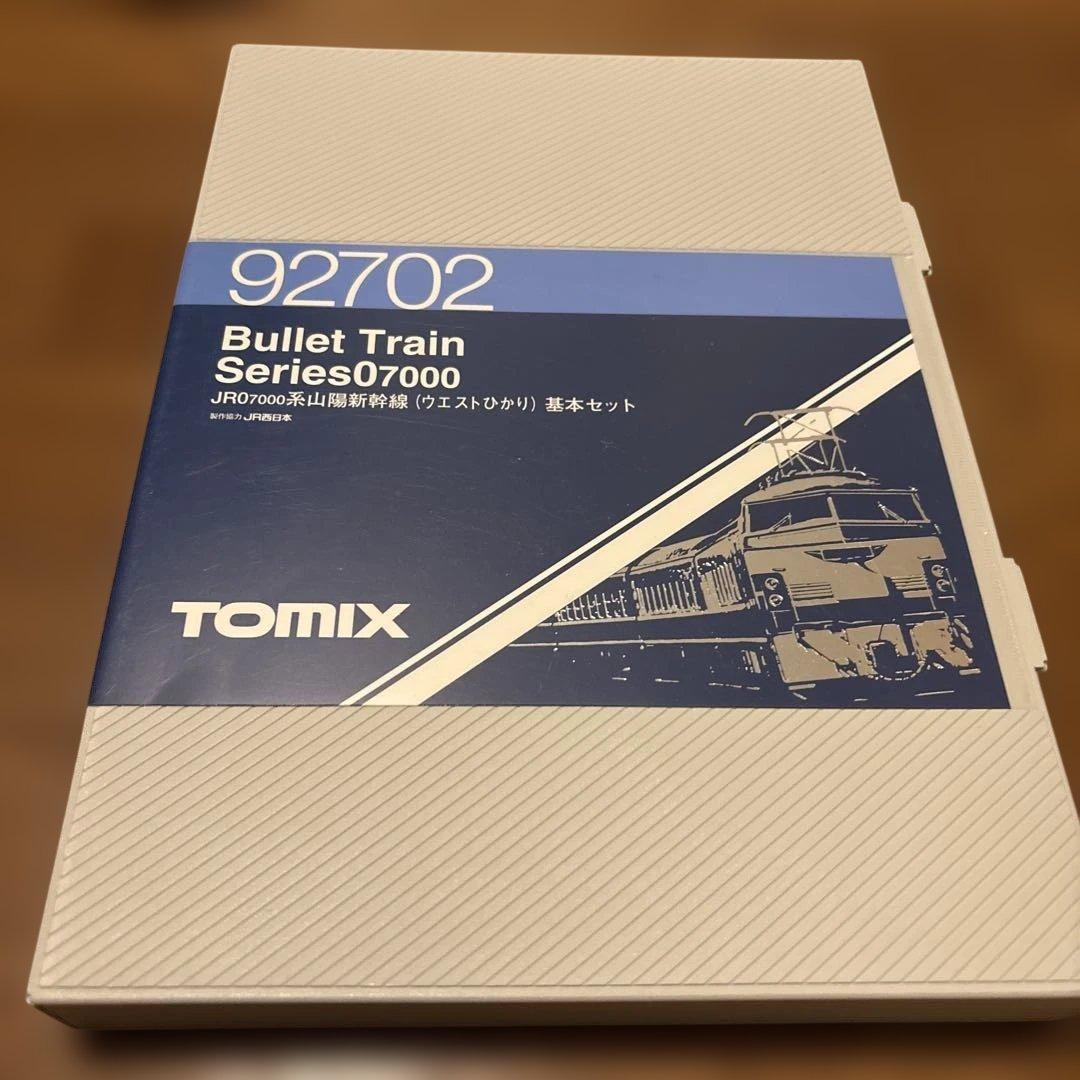 92702
Bullet Train
Series07000
JR07000系山陽新幹線 (ウエストひかり) 基本セット
製作協力 JR西日本
TOMIX